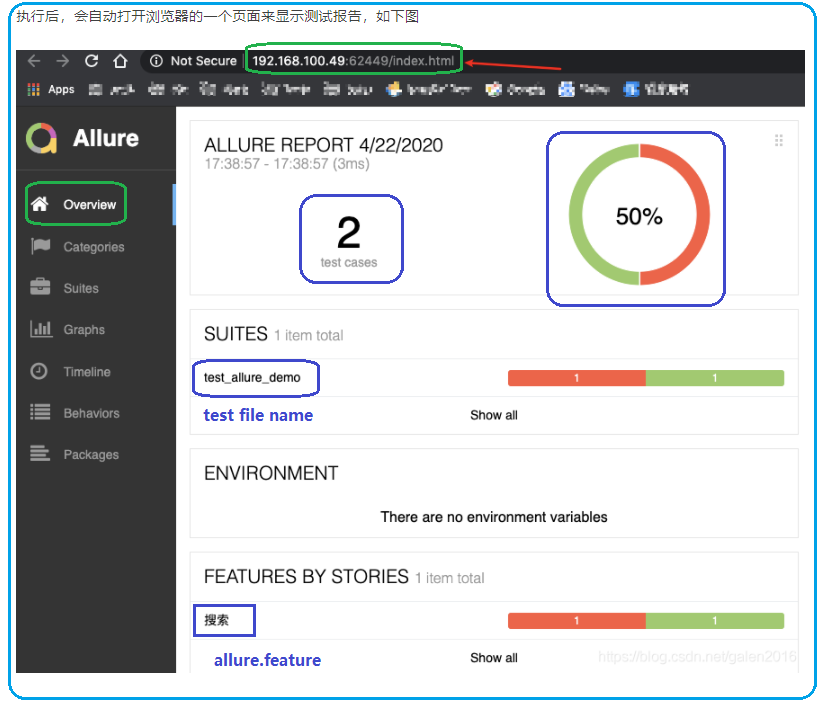 执行后，会自动打开浏览器的一个页面来显示测试报告，如下图
Not Secure 192.168.100.49:62449/index.html
Apps
Allure
ALLURE REPORT 4/22/2020
17:38:57 - 17:38:57 (3ms)
2
test cases
50%
Overview
Categories
Suites
Graphs
Timeline
Behaviors
Packages
SUITES 1 item total
test_allure_demo 1 1
test file name
Show all
ENVIRONMENT
There are no environment variables
FEATURES BY STORIES 1 item total
搜索 1 1
allure.feature
Show all
https://blog.csdn.net/galen2016